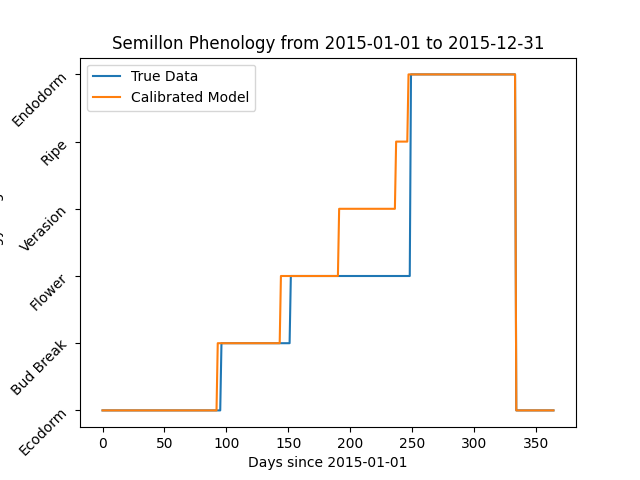 Semillon Phenology from 2015-01-01 to 2015-12-31
True Data
Calibrated Model
Endodorm
Ripe
Verasion
Flower
Bud Break
Ecodorm
0 50 100 150 200 250 300 350
Days since 2015-01-01